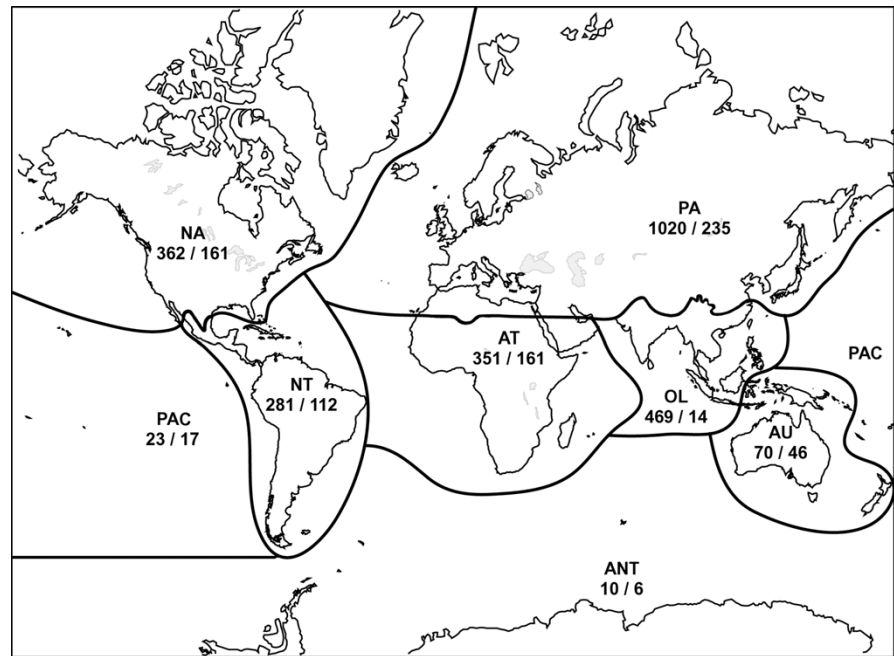 PA
1020 / 235
NA
362 / 161
AT
351 / 161
PAC
NT
281 / 112
OL
469 / 14
PAC
23 / 17
AU
70 / 46
ANT
10 / 6